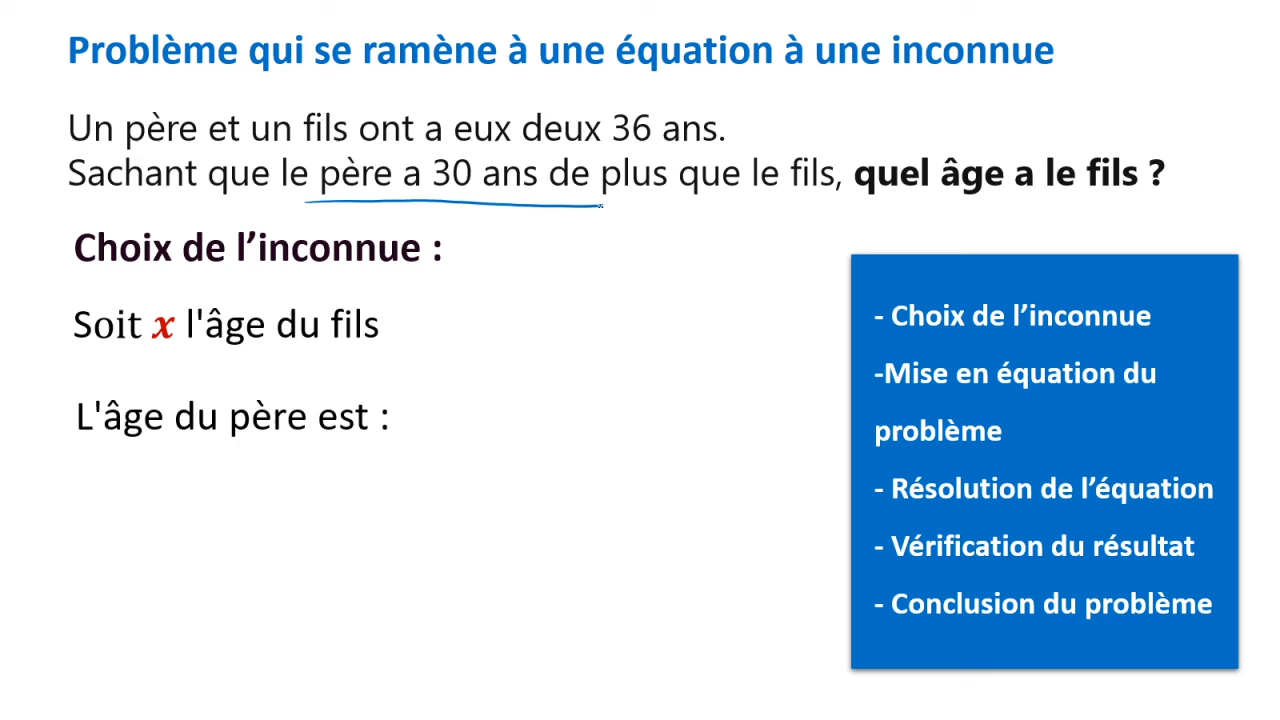 Problème qui se ramène à une équation à une inconnue
Un père et un fils ont a eux deux 36 ans.
Sachant que le père a 30 ans de plus que le fils, quel âge a le fils ?
Choix de l’inconnue :
Soit x l'âge du fils
L'âge du père est :
- Choix de l’inconnue
-Mise en équation du
problème
- Résolution de l’équation
- Vérification du résultat
- Conclusion du problème